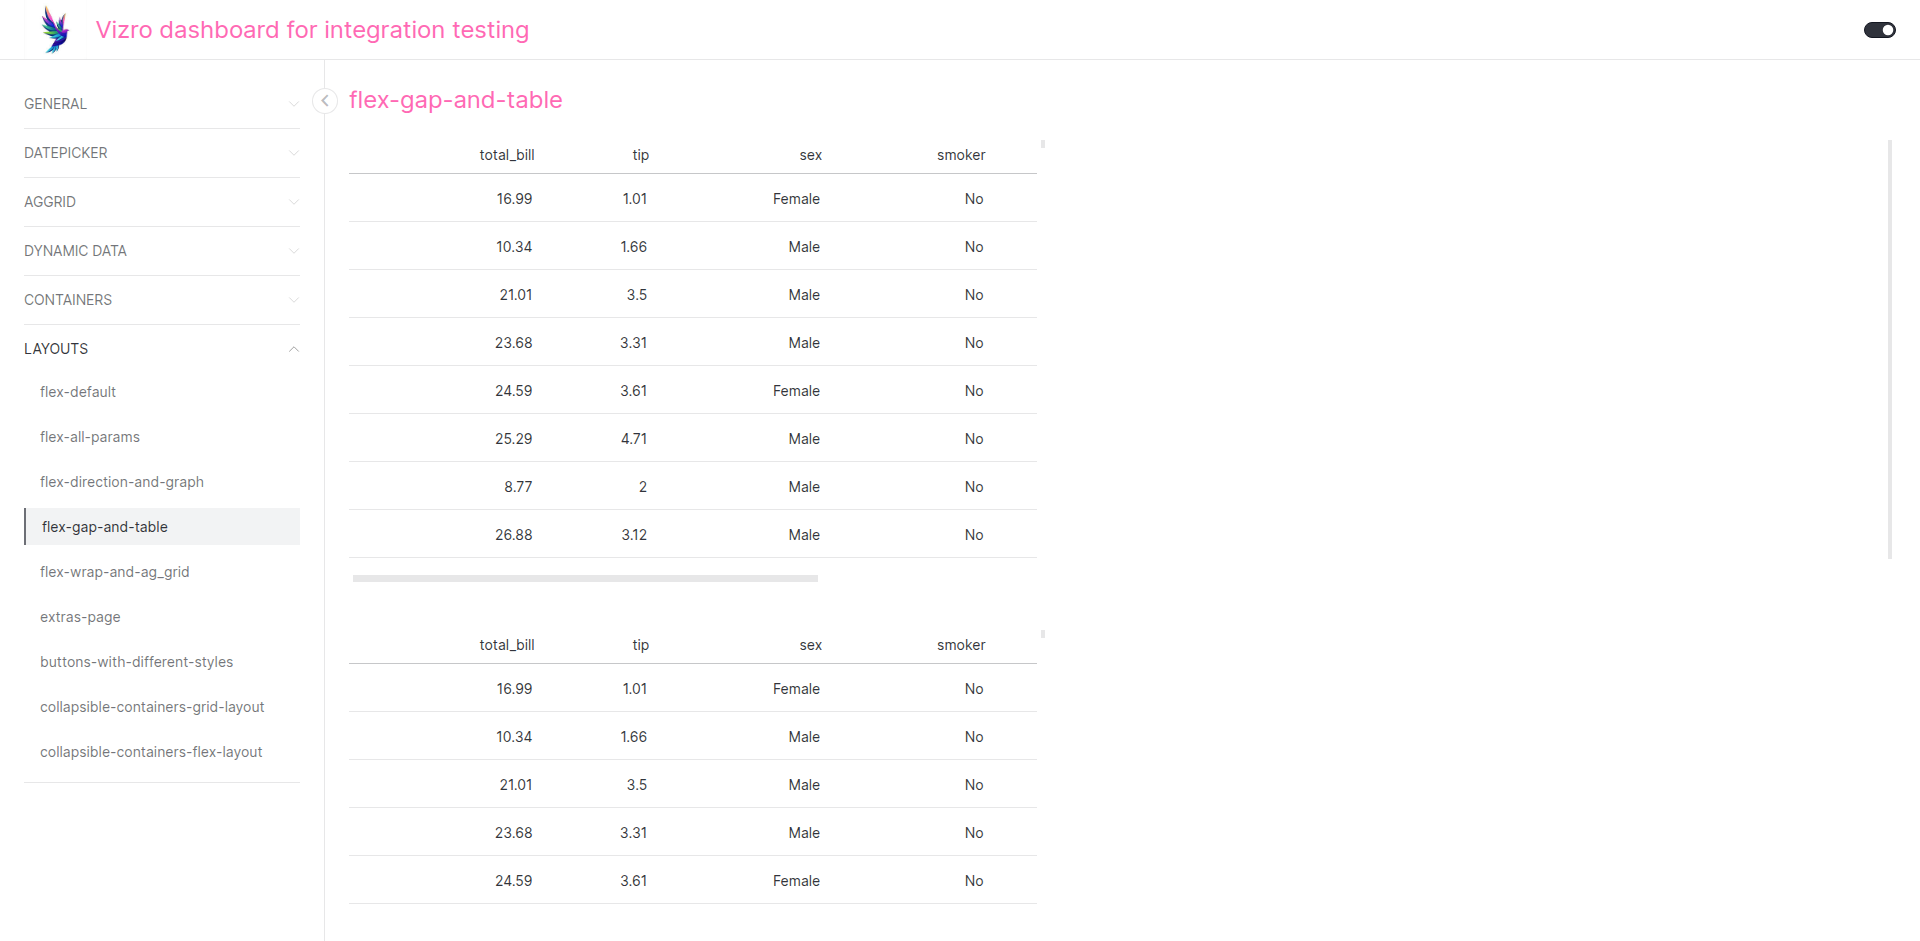 Vizro dashboard for integration testing
GENERAL
DATEPICKER
AGGRID
DYNAMIC DATA
CONTAINERS
LAYOUTS
flex-default
flex-all-params
flex-direction-and-graph
flex-gap-and-table
flex-wrap-and-ag_grid
extras-page
buttons-with-different-styles
collapsible-containers-grid-layout
collapsible-containers-flex-layout
flex-gap-and-table
total_bill tip sex smoker
16.99 1.01 Female No
10.34 1.66 Male No
21.01 3.5 Male No
23.68 3.31 Male No
24.59 3.61 Female No
25.29 4.71 Male No
8.77 2 Male No
26.88 3.12 Male No
total_bill tip sex smoker
16.99 1.01 Female No
10.34 1.66 Male No
21.01 3.5 Male No
23.68 3.31 Male No
24.59 3.61 Female No